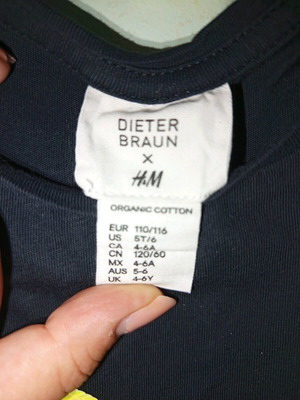 DIETER
BRAUN
×
H&M
ORGANIC COTTON
EUR 110/116
US 5T/6
CA 4-6A
CN 120/60
MX 4-6A
AUS 5-6
UK 4-6Y